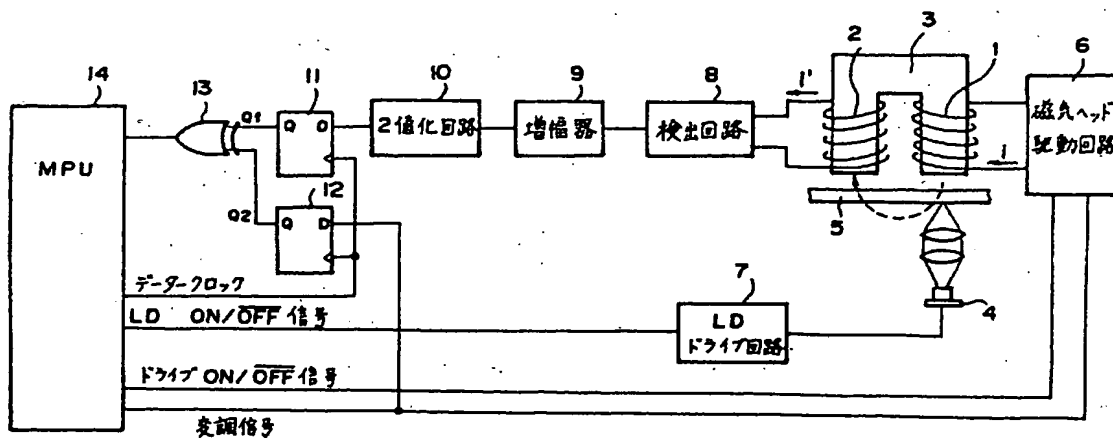 14
13
11
10
9
8
2
3
1
6
MPU
Q1
Q
D
2値化回路
増幅器
検出回路
1'
1
磁気ヘッド
駆動回路
12
Q2
Q
D
5
4
データークロック
LD ON/OFF 信号
7
LD
ドライブ回路
ドライブ ON/OFF 信号
変調信号